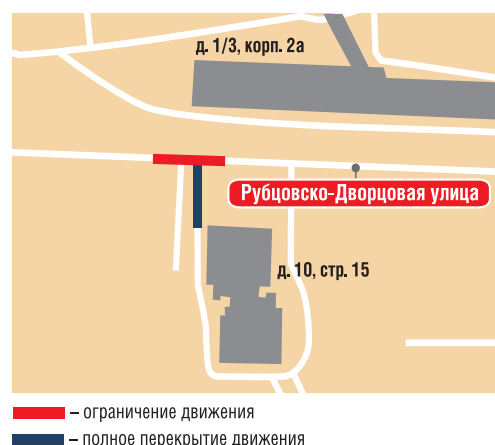 д. 1/3, корп. 2а
Рубцовско-Дворцовая улица
д. 10, стр. 15
– ограничение движения
– полное перекрытие движения